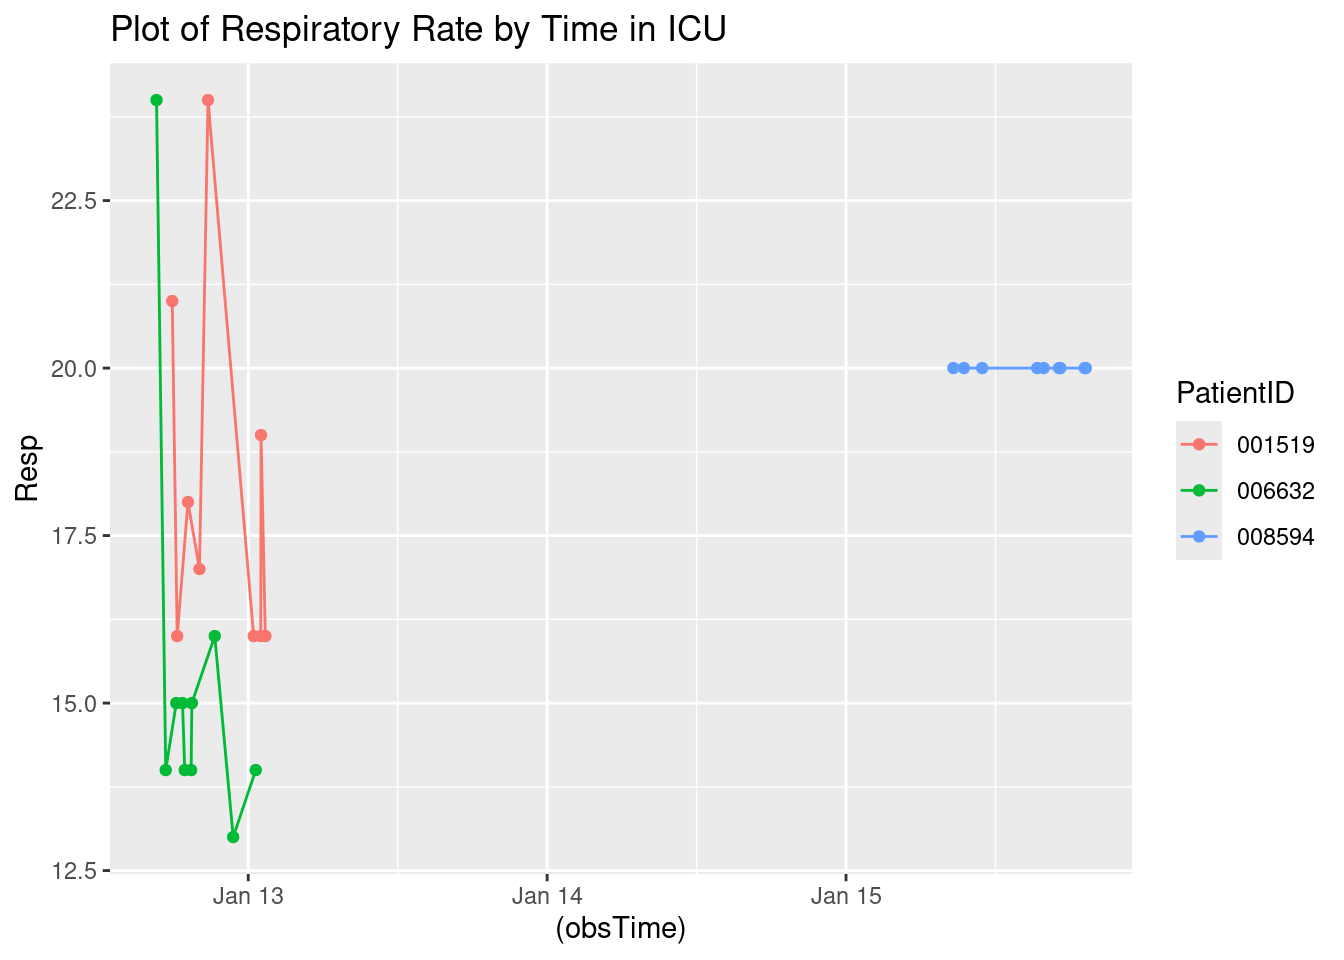 Plot of Respiratory Rate by Time in ICU
22.5
20.0
17.5
15.0
12.5
Resp
Jan 13
Jan 14
Jan 15
(obsTime)
PatientID
001519
006632
008594